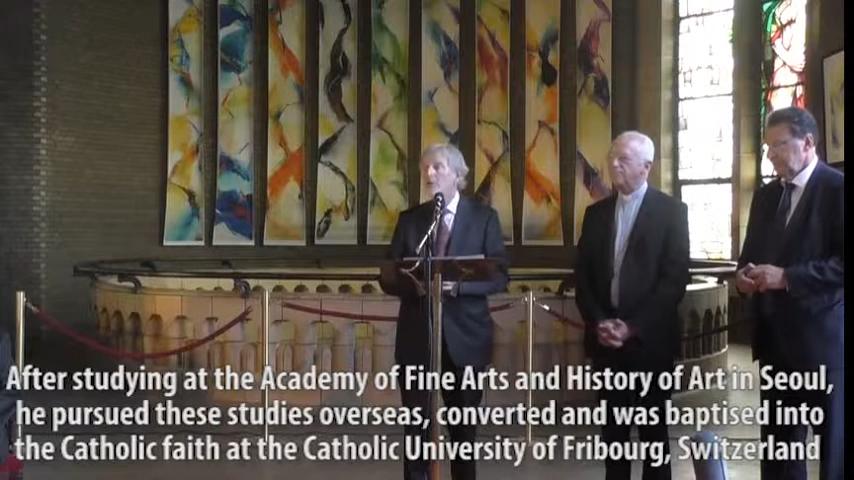 After studying at the Academy of Fine Arts and History of Art in Seoul,
he pursued these studies overseas, converted and was baptised into
the Catholic faith at the Catholic University of Fribourg, Switzerland